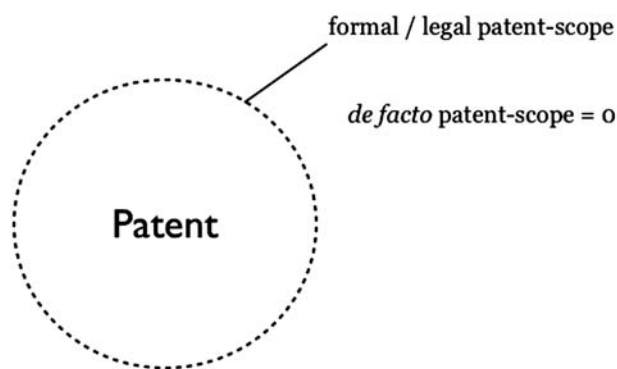 formal / legal patent-scope
de facto patent-scope = 0
Patent